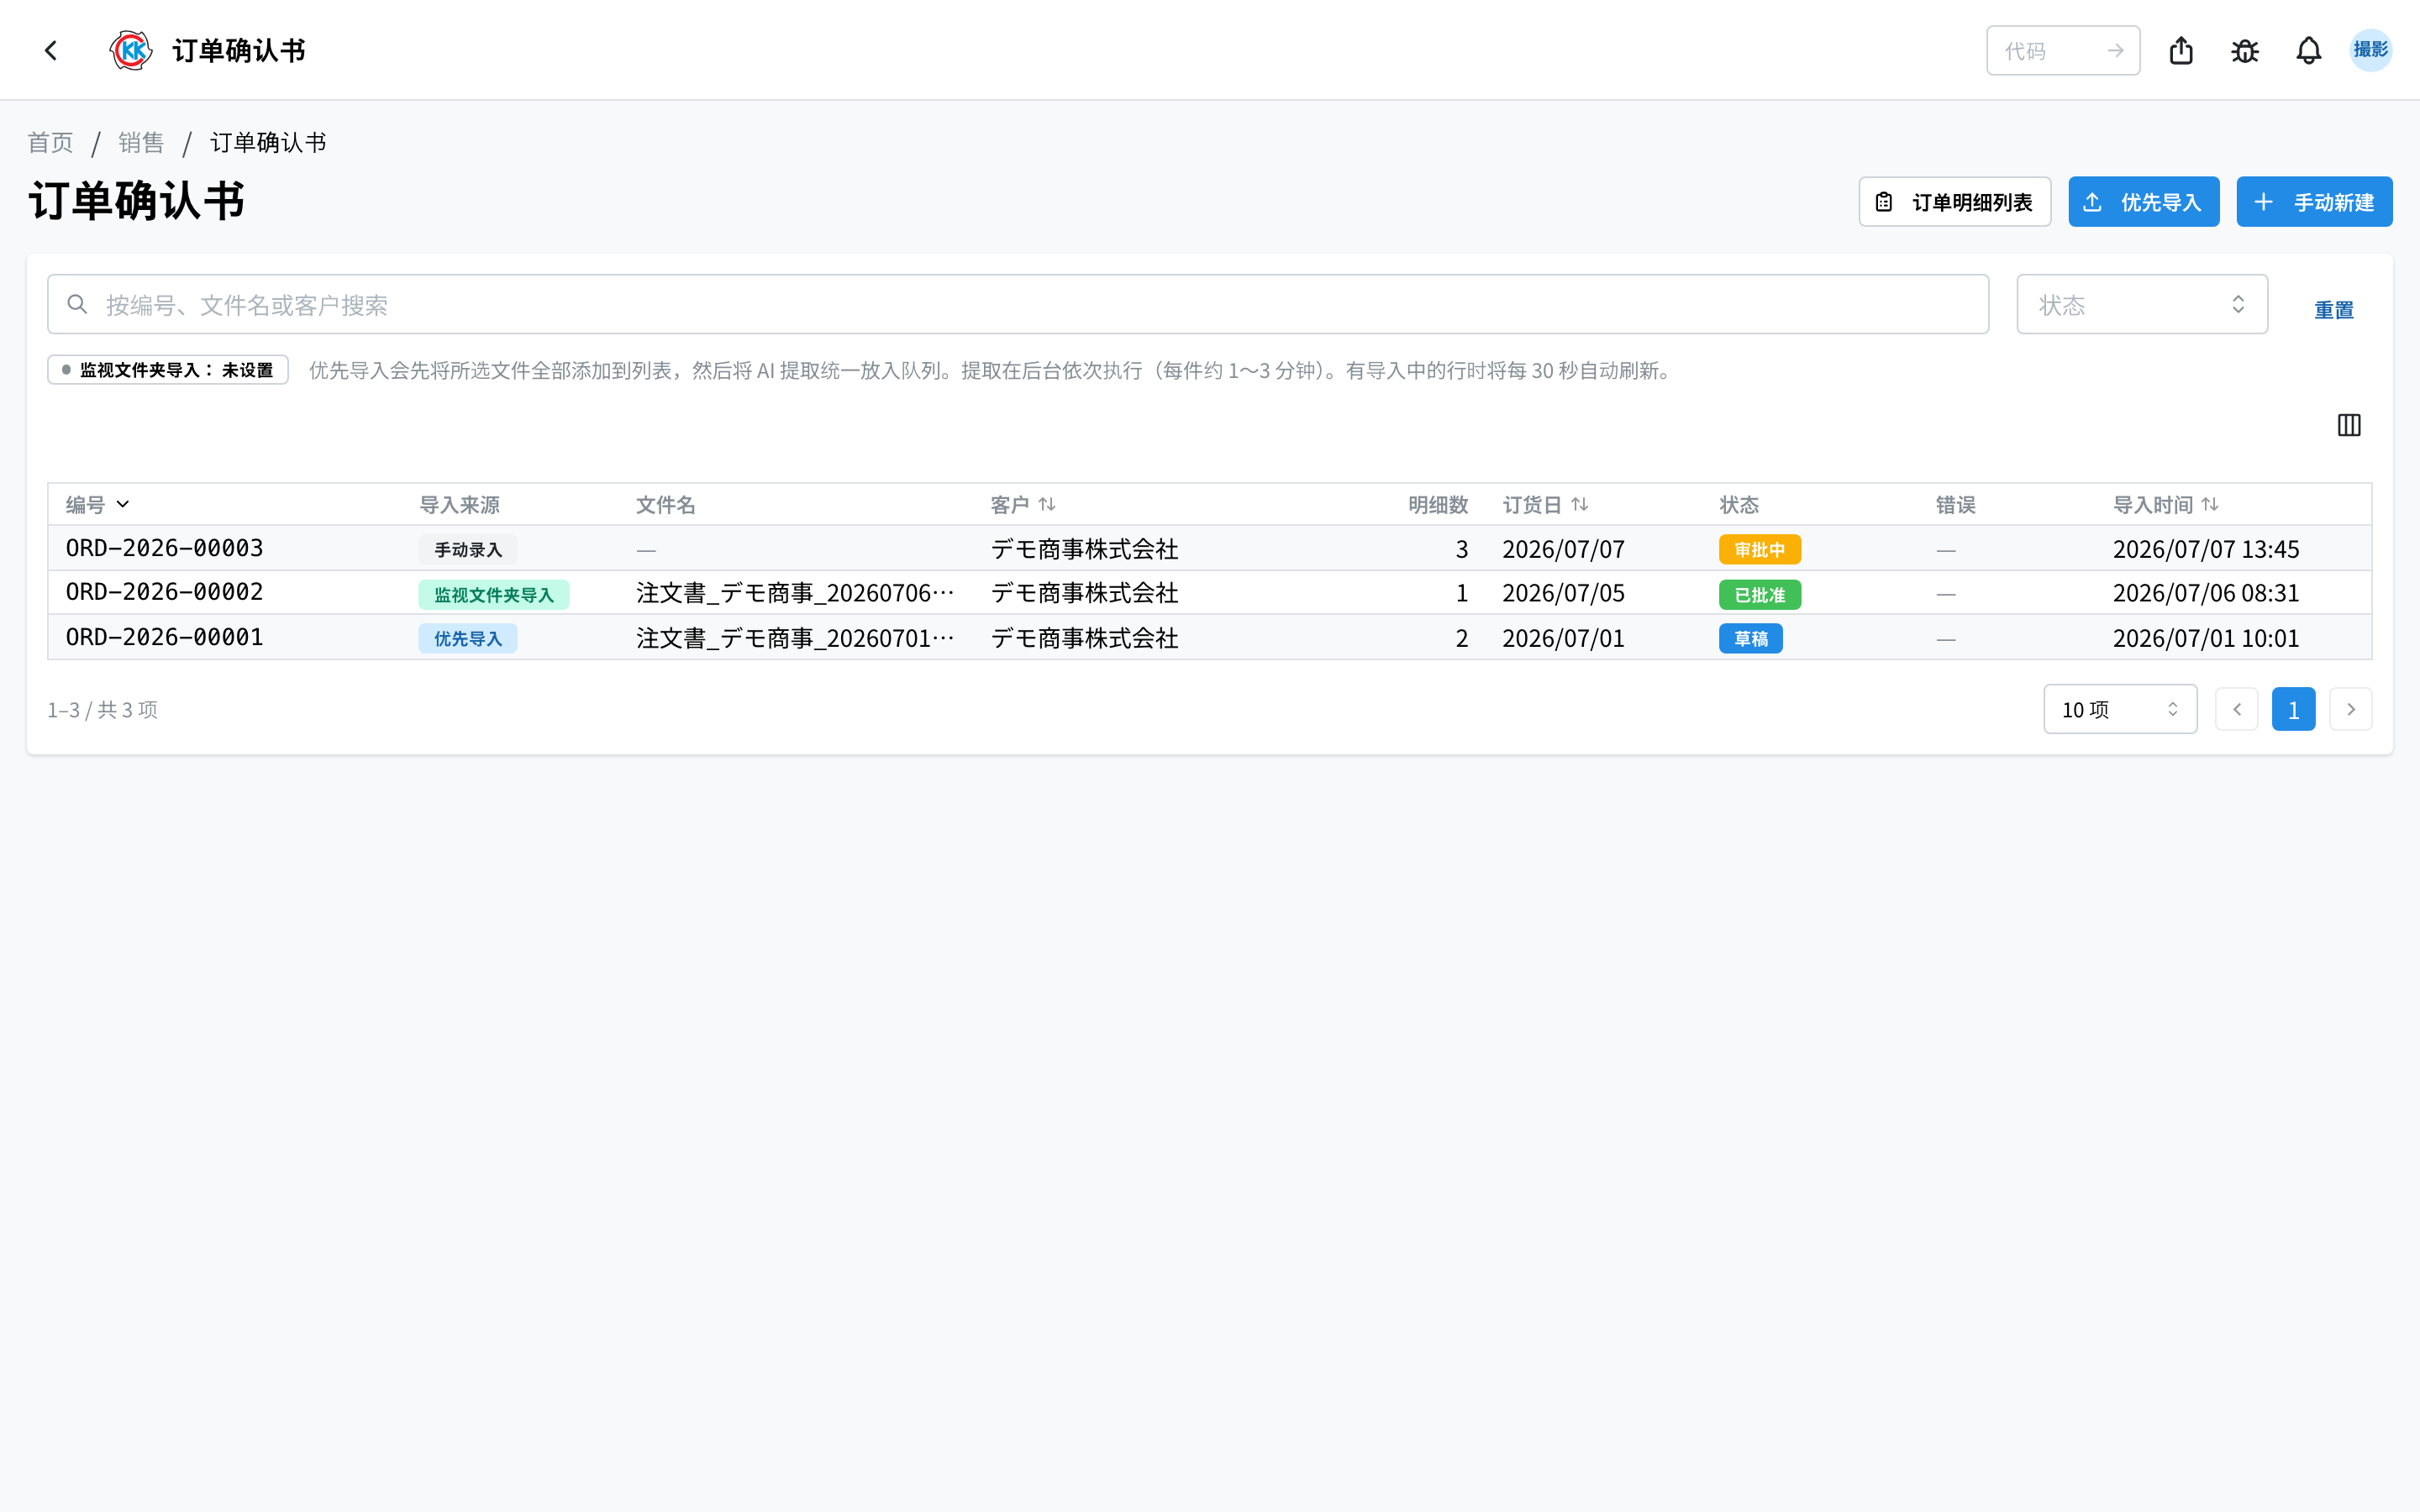 CKK 订单确认书
代码
撮影
首页 / 销售 / 订单确认书
订单确认书
订单明细列表
优先导入
手动新建
按编号、文件名或客户搜索
状态
重置
监视文件夹导入： 未设置
优先导入会先将所选文件全部添加到列表，然后将 AI 提取统一放入队列。提取在后台依次执行（每件约 1～3 分钟）。有导入中的行时将每 30 秒自动刷新。
编号 导入来源 文件名 客户 明细数 订货日 状态 错误 导入时间
ORD-2026-00003 手动录入 — デモ商事株式会社 3 2026/07/07 审批中 — 2026/07/07 13:45
ORD-2026-00002 监视文件夹导入 注文書_デモ商事_20260706… デモ商事株式会社 1 2026/07/05 已批准 — 2026/07/06 08:31
ORD-2026-00001 优先导入 注文書_デモ商事_20260701… デモ商事株式会社 2 2026/07/01 草稿 — 2026/07/01 10:01
1–3 / 共 3 项
10 项
1